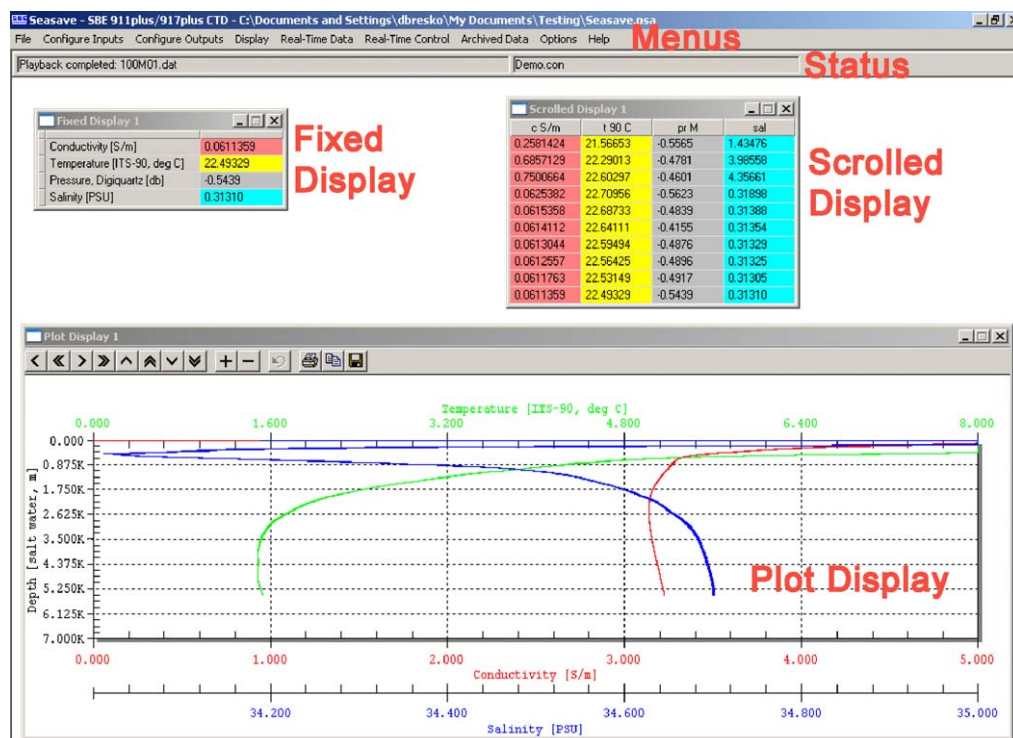 Seasave - SBE 911plus/917plus CTD - C:\Documents and Settings\dbresko\My Documents\Testing\Seasave.psa
File Configure Inputs Configure Outputs Display Real-Time Data Real-Time Control Archived Data Options Help
Menus
Playback completed: 100M01.dat
Demo.con
Status
Fixed Display 1
Conductivity [S/m] 0.0611359
Temperature [ITS-90, deg C] 22.49329
Pressure, Digiquartz [db] -0.5439
Salinity [PSU] 0.31310
Fixed
Display
Scrolled Display 1
c S/m t 90 C pr M sal
0.2581424 21.56653 -0.5565 1.43476
0.6857129 22.29013 -0.4781 3.98558
0.7500664 22.60297 -0.4601 4.35661
0.0625382 22.70956 -0.5623 0.31898
0.0615358 22.68733 -0.4839 0.31388
0.0614112 22.64111 -0.4155 0.31354
0.0613044 22.59494 -0.4876 0.31329
0.0612557 22.56425 -0.4896 0.31325
0.0611763 22.53149 -0.4917 0.31305
0.0611359 22.49329 -0.5439 0.31310
Scrolled
Display
Plot Display 1
Temperature [ITS-90, deg C]
0.000 1.600 3.200 4.800 6.400 8.000
Depth [salt water, m]
0.000
0.875K
1.750K
2.625K
3.500K
4.375K
5.250K
6.125K
7.000K
Plot Display
0.000 1.000 2.000 3.000 4.000 5.000
Conductivity [S/m]
34.200 34.400 34.600 34.800 35.000
Salinity [PSU]